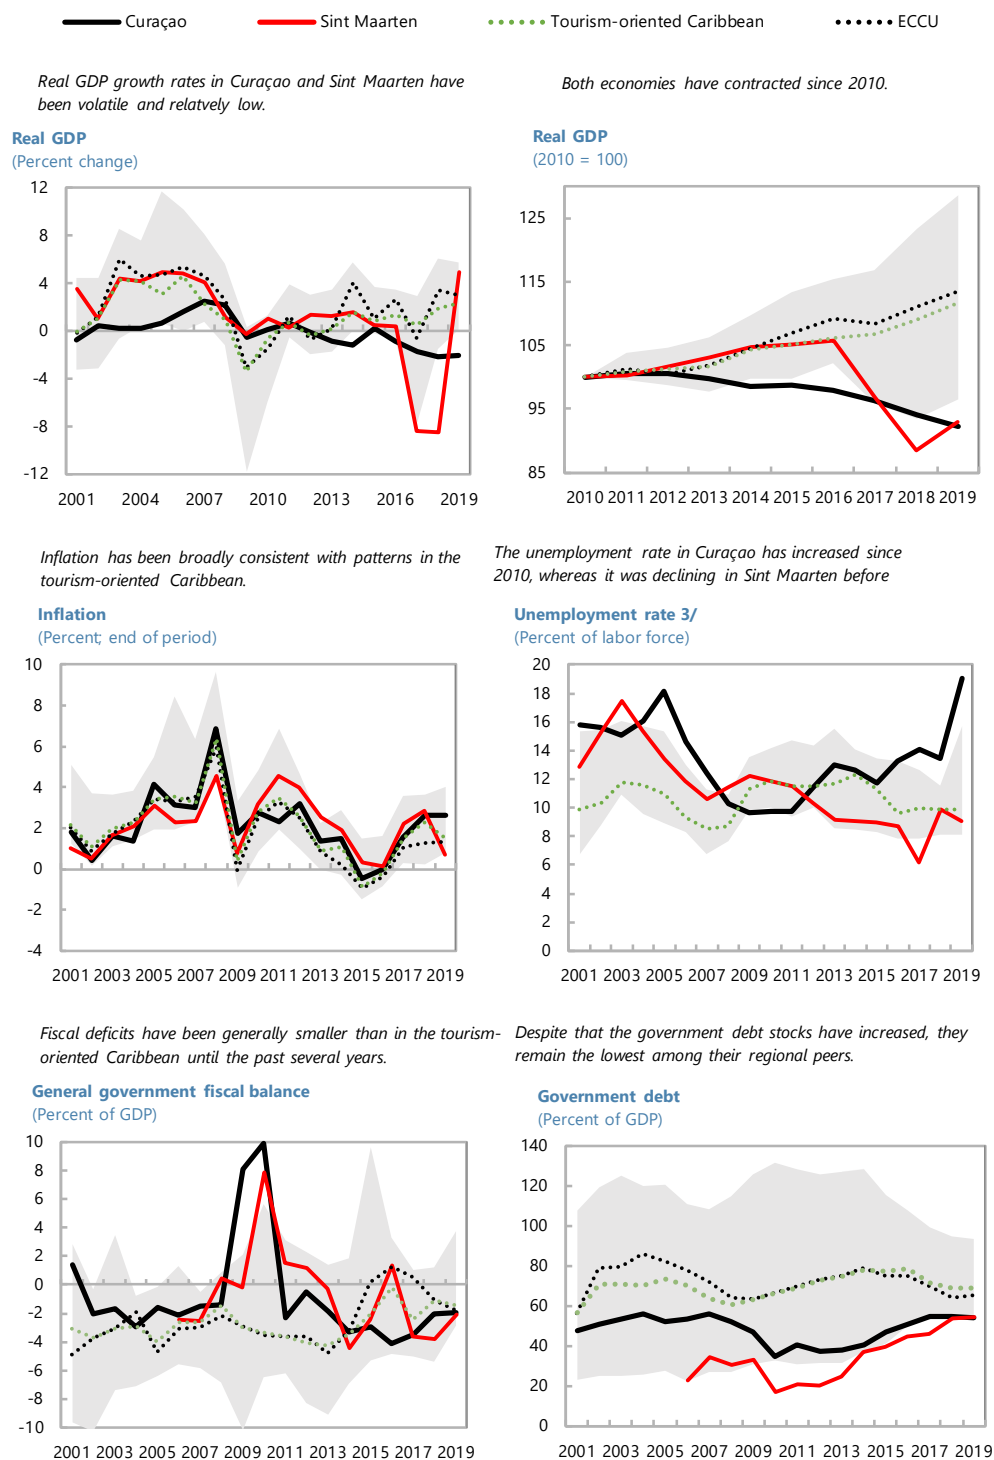 Curaçao Sint Maarten Tourism-oriented Caribbean ECCU
Real GDP growth rates in Curaçao and Sint Maarten have
been volatile and relatvely low.
Real GDP
(Percent change)
12
8
4
0
-4
-8
-12
2001 2004 2007 2010 2013 2016 2019
Both economies have contracted since 2010.
Real GDP
(2010 = 100)
125
115
105
95
85
2010 2011 2012 2013 2014 2015 2016 2017 2018 2019
Inflation has been broadly consistent with patterns in the
tourism-oriented Caribbean.
Inflation
(Percent; end of period)
10
8
6
4
2
0
-2
-4
2001 2003 2005 2007 2009 2011 2013 2015 2017 2019
The unemployment rate in Curaçao has increased since
2010, whereas it was declining in Sint Maarten before
Unemployment rate 3/
(Percent of labor force)
20
18
16
14
12
10
8
6
4
2
0
2001 2003 2005 2007 2009 2011 2013 2015 2017 2019
Fiscal deficits have been generally smaller than in the tourism-
oriented Caribbean until the past several years.
General government fiscal balance
(Percent of GDP)
10
8
6
4
2
0
-2
-4
-6
-8
-10
2001 2003 2005 2007 2009 2011 2013 2015 2017 2019
Despite that the government debt stocks have increased, they
remain the lowest among their regional peers.
Government debt
(Percent of GDP)
140
120
100
80
60
40
20
0
2001 2003 2005 2007 2009 2011 2013 2015 2017 2019